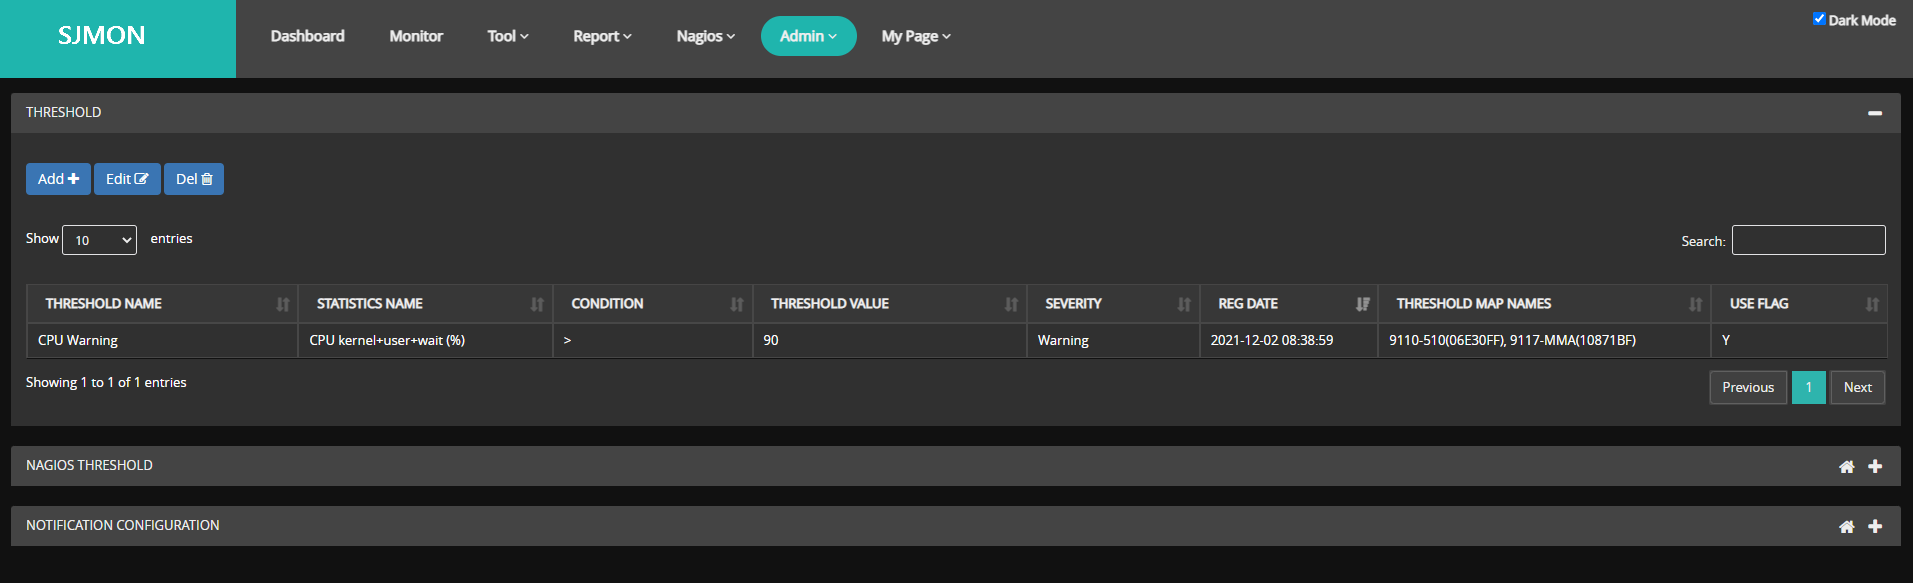 SJMON
Dashboard Monitor Tool Report Nagios Admin My Page Dark Mode
THRESHOLD
Add Edit Del
Show 10 entries Search:
THRESHOLD NAME STATISTICS NAME CONDITION THRESHOLD VALUE SEVERITY REG DATE THRESHOLD MAP NAMES USE FLAG
CPU Warning CPU kernel+user+wait (%) > 90 Warning 2021-12-02 08:38:59 9110-510(06E30FF), 9117-MMA(10871BF) Y
Showing 1 to 1 of 1 entries
Previous 1 Next
NAGIOS THRESHOLD
NOTIFICATION CONFIGURATION